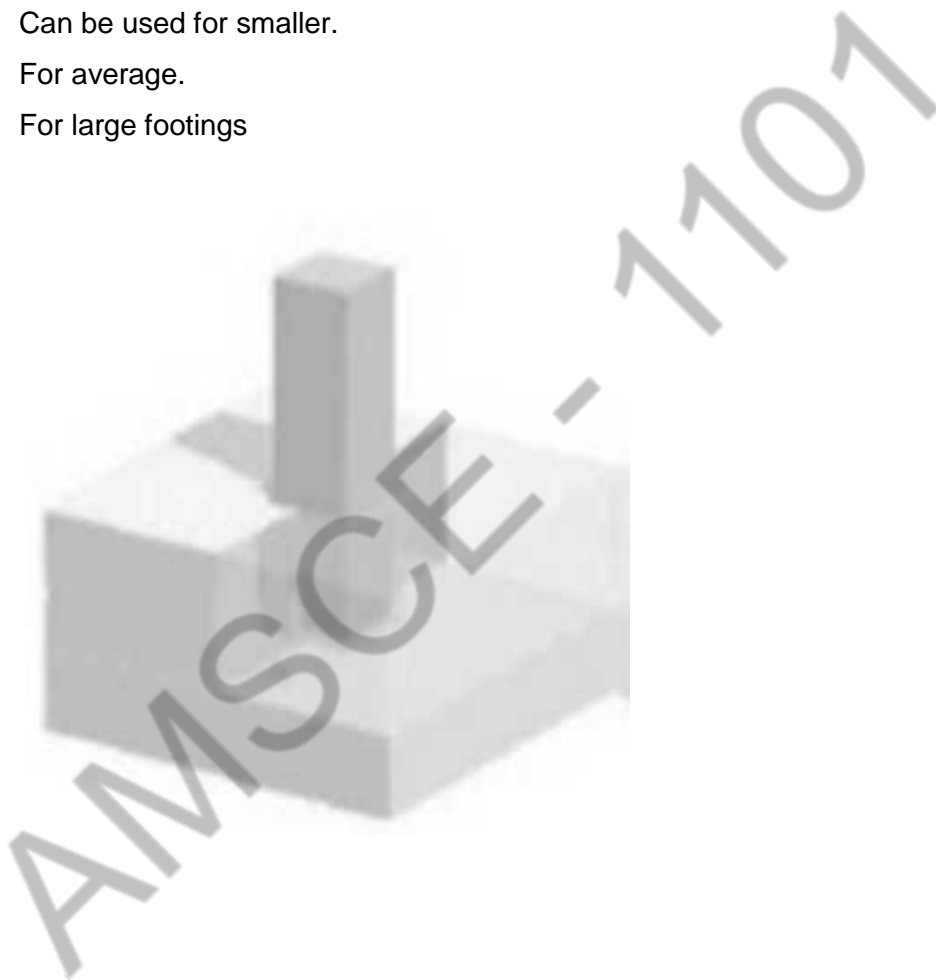 Can be used for smaller.
For average.
For large footings
AMSCE - 1101